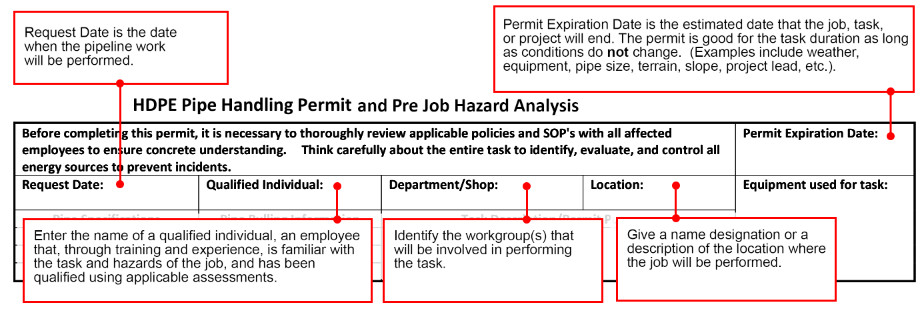 Request Date is the date
when the pipeline work
will be performed.
Permit Expiration Date is the estimated date that the job, task,
or project will end. The permit is good for the task duration as long
as conditions do not change.  (Examples include weather,
equipment, pipe size, terrain, slope, project lead, etc.).
HDPE Pipe Handling Permit and Pre Job Hazard Analysis
Before completing this permit, it is necessary to thoroughly review applicable policies and SOP's with all affected
employees to ensure concrete understanding.    Think carefully about the entire task to identify, evaluate, and control all
energy sources to prevent incidents.
Permit Expiration Date:
Request Date:
Qualified Individual:
Department/Shop:
Location:
Equipment used for task:
Enter the name of a qualified individual, an employee
that, through training and experience, is familiar with
the task and hazards of the job, and has been
qualified using applicable assessments.
Identify the workgroup(s) that
will be involved in performing
the task.
Give a name designation or a
description of the location where
the job will be performed.